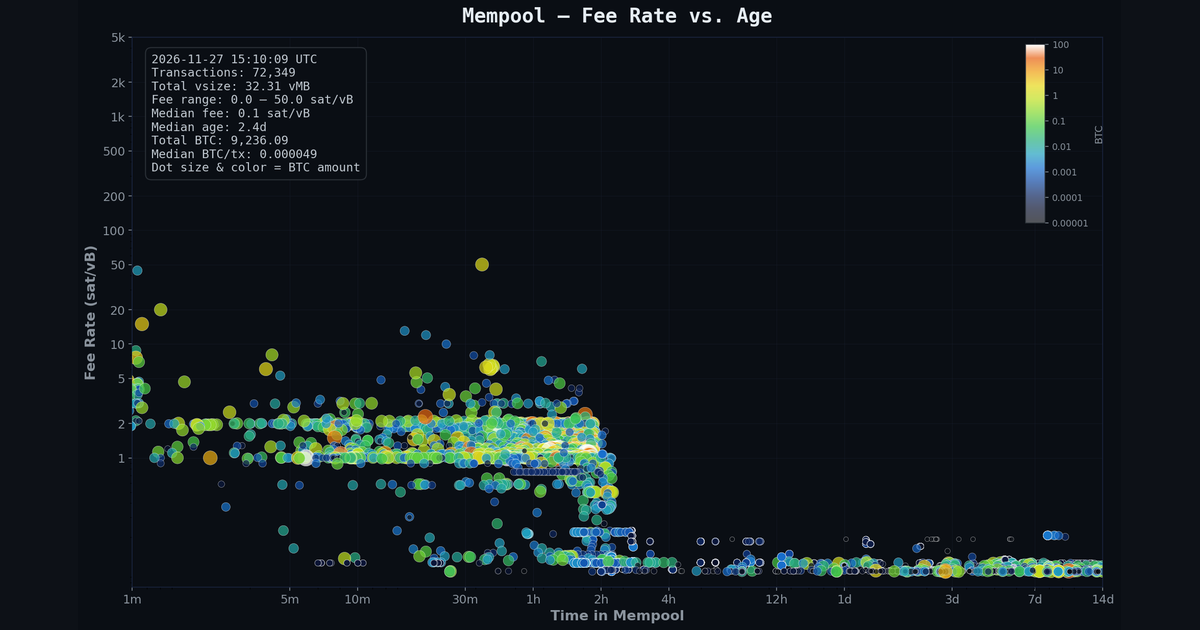 Mempool — Fee Rate vs. Age
2026-11-27 15:10:09 UTC
Transactions: 72,349
Total vsize: 32.31 vMB
Fee range: 0.0 — 50.0 sat/vB
Median fee: 0.1 sat/vB
Median age: 2.4d
Total BTC: 9,236.09
Median BTC/tx: 0.000049
Dot size & color = BTC amount
100
10
1
0.1
0.01
0.001
0.0001
0.00001
BTC
Fee Rate (sat/vB)
5k
2k
1k
500
200
100
50
20
10
5
2
1
1m
5m
10m
30m
1h
2h
4h
12h
1d
3d
7d
14d
Time in Mempool